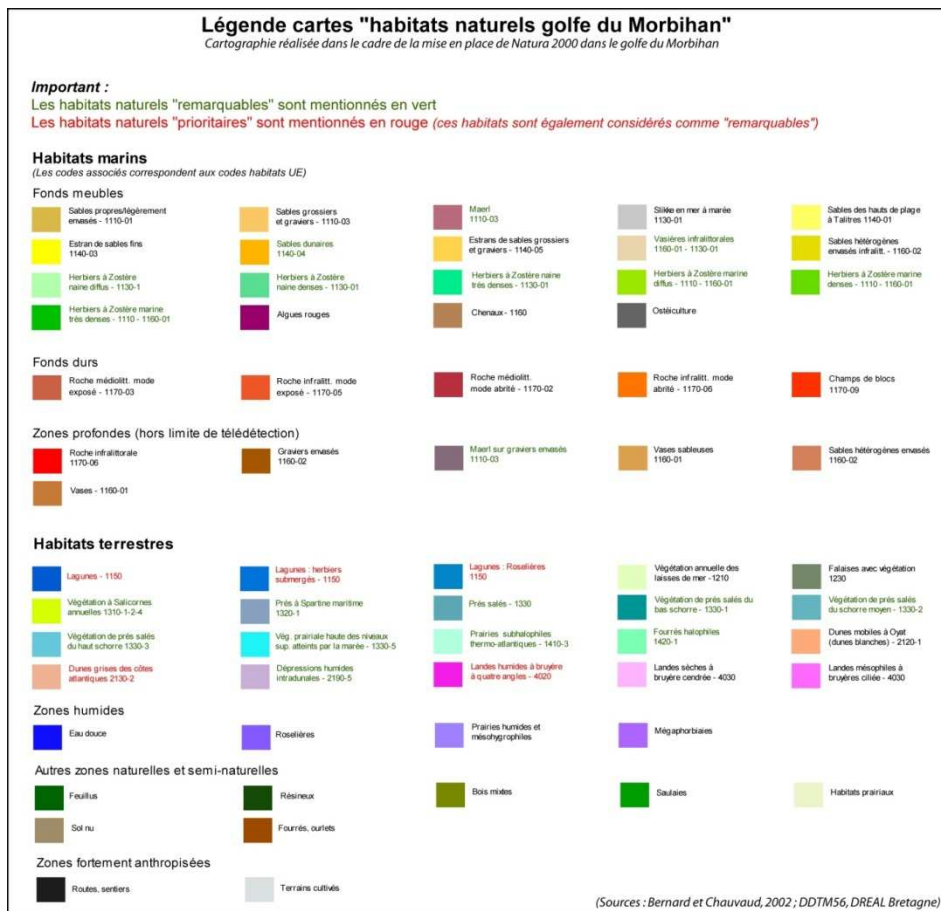 Légende cartes "habitats naturels golfe du Morbihan"
Cartographie réalisée dans le cadre de la mise en place de Natura 2000 dans le golfe du Morbihan
Important :
Les habitats naturels "remarquables" sont mentionnés en vert
Les habitats naturels "prioritaires" sont mentionnés en rouge (ces habitats sont également considérés comme "remarquables")
Habitats marins
(Les codes associés correspondent aux codes habitats UE)
Fonds meubles
Sables propres/légèrement
envasés - 1110-01
Sables grossiers
et graviers - 1110-03
Maerl
1110-03
Slikke en mer à marée
1130-01
Sables des hauts de plage
à Talitres 1140-01
Estran de sables fins
1140-03
Sables dunaires
1140-04
Estrans de sables grossiers
et graviers - 1140-05
Vasières infralittorales
1160-01 - 1130-01
Sables hétérogènes
envasés infralitt. - 1160-02
Herbiers à Zostère
naine diffus - 1130-1
Herbiers à Zostère
naine denses - 1130-01
Herbiers à Zostère naine
très denses - 1130-01
Herbiers à Zostère marine
diffus - 1110 - 1160-01
Herbiers à Zostère marine
denses - 1110 - 1160-01
Herbiers à Zostère marine
très denses - 1110 - 1160-01
Algues rouges
Chenaux - 1160
Ostéiculture
Fonds durs
Roche médiolitt. mode
exposé - 1170-03
Roche infralitt. mode
exposé - 1170-05
Roche médiolitt.
mode abrité - 1170-02
Roche infralitt. mode
abrité - 1170-06
Champs de blocs
1170-09
Zones profondes (hors limite de télédétection)
Roche infralittorale
1170-06
Graviers envasés
1160-02
Maerl sur graviers envasés
1110-03
Vases sableuses
1160-01
Sables hétérogènes envasés
1160-02
Vases - 1160-01
Habitats terrestres
Lagunes - 1150
Lagunes : herbiers
submergés - 1150
Lagunes : Roselières
1150
Végétation annuelle des
laisses de mer -1210
Falaises avec végétation
1230
Végétation à Salicornes
annuelles 1310-1-2-4
Prés à Spartine maritime
1320-1
Prés salés - 1330
Végétation de prés salés du
bas schorre - 1330-1
Végétation de prés salés
du schorre moyen - 1330-2
Végétation de prés salés
du haut schorre 1330-3
Vég. prairiale haute des niveaux
sup. atteints par la marée - 1330-5
Prairies subhalophiles
thermo-atlantiques - 1410-3
Fourrés halophiles
1420-1
Dunes mobiles à Oyat
(dunes blanches) - 2120-1
Dunes grises des côtes
atlantiques 2130-2
Dépressions humides
intradunales - 2190-5
Landes humides à bruyère
à quatre angles - 4020
Landes sèches à
bruyère cendrée - 4030
Landes mésophiles à
bruyères ciliée - 4030
Zones humides
Eau douce
Roselières
Prairies humides et
mésohygrophiles
Mégaphorbiaies
Autres zones naturelles et semi-naturelles
Feuillus
Résineux
Bois mixtes
Saulaies
Habitats prairiaux
Sol nu
Fourrés, ourlets
Zones fortement anthropisées
Routes, sentiers
Terrains cultivés
(Sources : Bernard et Chauvaud, 2002 ; DDTM56, DREAL Bretagne)